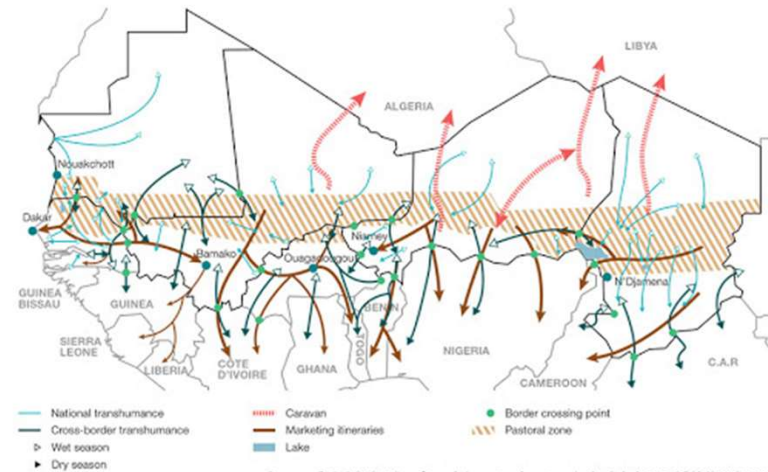 LIBYA
ALGERIA
Nouakchott
Dakar
Niamey
Bamako
Ouagadougou
N'Djamena
GUINEA
BISSAU
GUINEA
BENIN
SIERRA
LEONE
LIBERIA
CÔTE
D'IVOIRE
GHANA
TOGO
NIGERIA
CAMEROON
C.A.R
National transhumance
Cross-border transhumance
Wet season
Dry season
Caravan
Marketing itineraries
Lake
Border crossing point
Pastoral zone